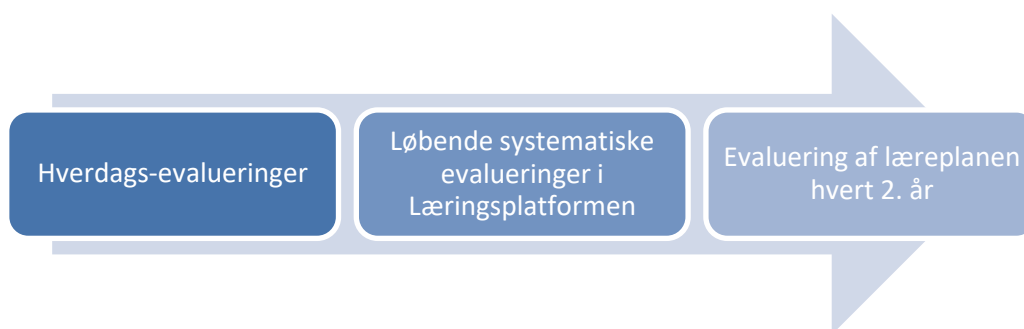 Hverdags-evalueringer
Løbende systematiske
evalueringer i
Læringsplatformen
Evaluering af læreplanen
hvert 2. år